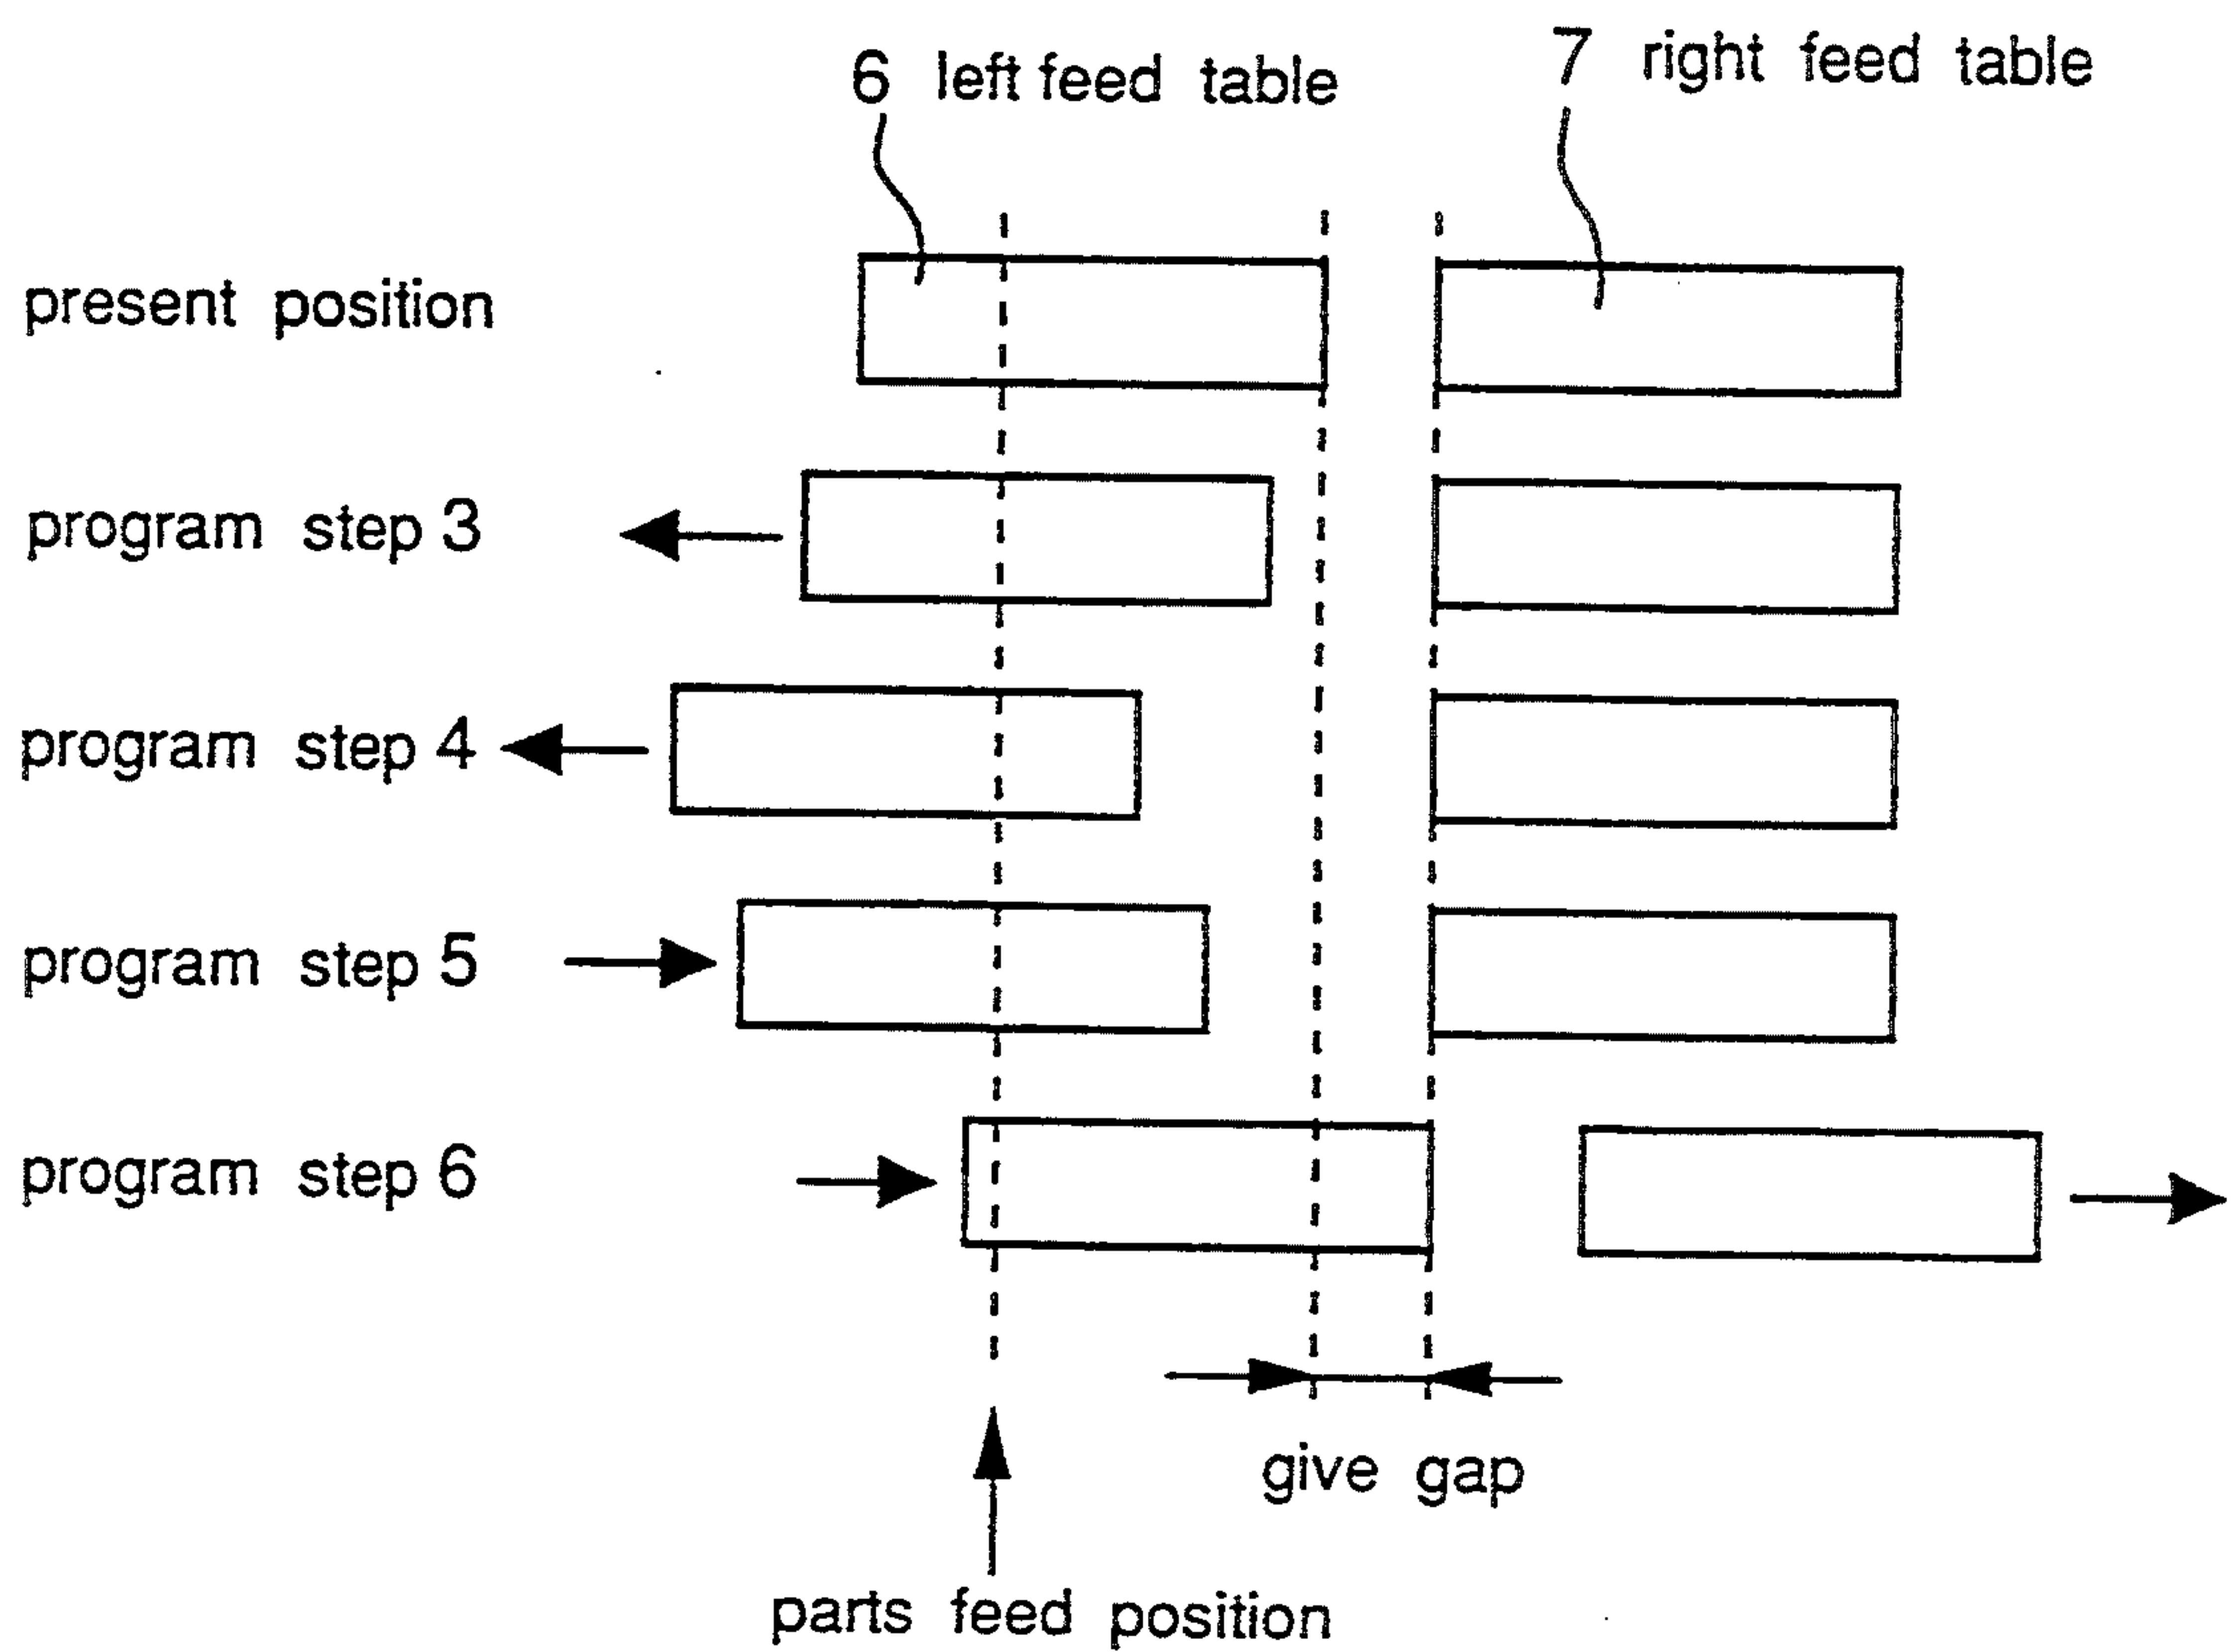 6 left feed table
7 right feed table
present position
program step 3
program step 4
program step 5
program step 6
give gap
parts feed position